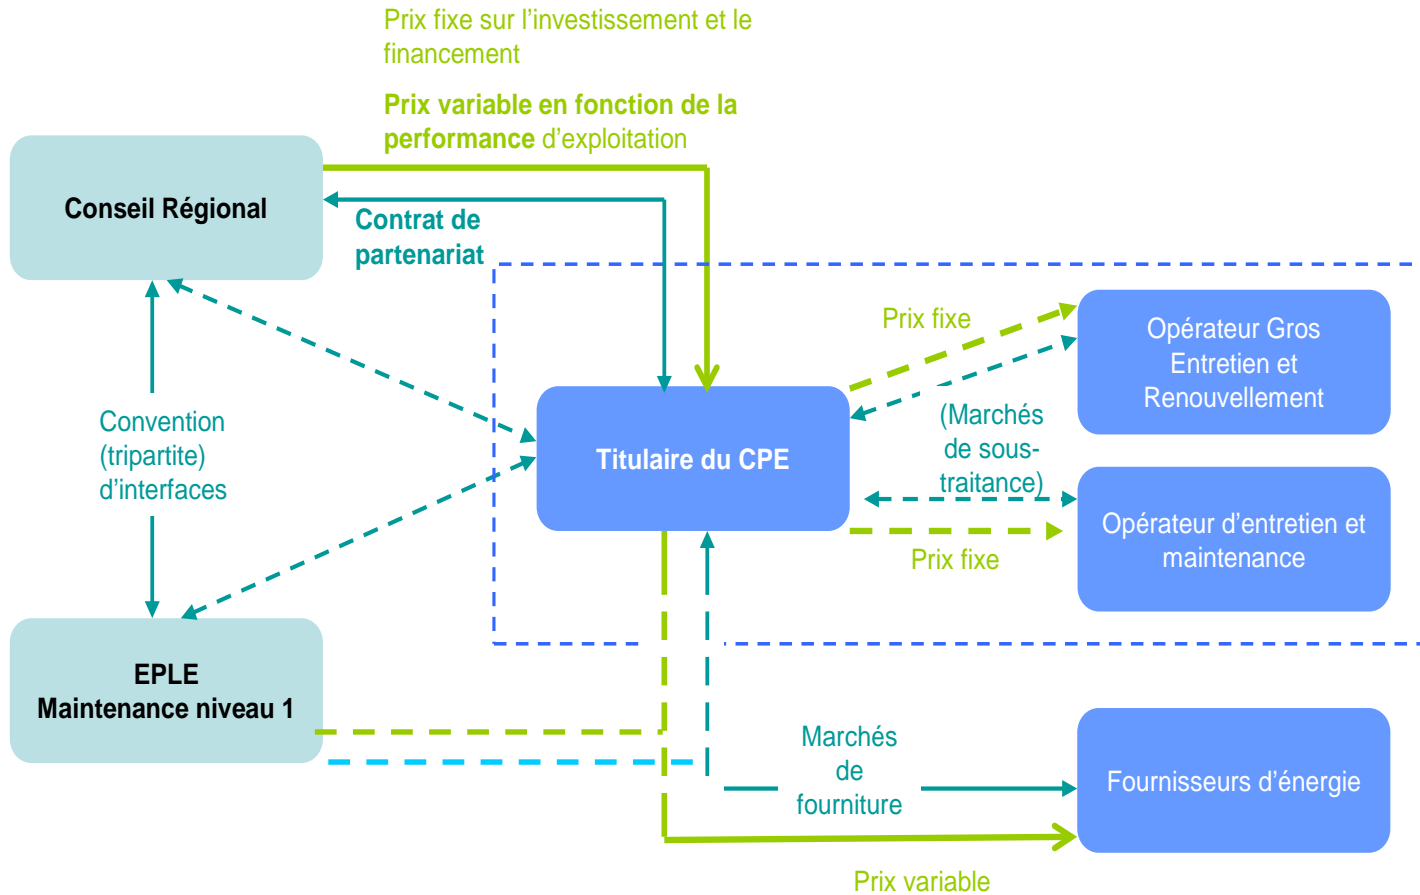 Prix fixe sur l’investissement et le
financement
Prix variable en fonction de la
performance d’exploitation
Conseil Régional
Contrat de
partenariat
Prix fixe
Opérateur Gros
Entretien et
Renouvellement
Convention
(tripartite)
d’interfaces
Titulaire du CPE
(Marchés
de sous-
traitance)
Opérateur d’entretien et
maintenance
Prix fixe
EPLE
Maintenance niveau 1
Marchés
de
fourniture
Fournisseurs d’énergie
Prix variable